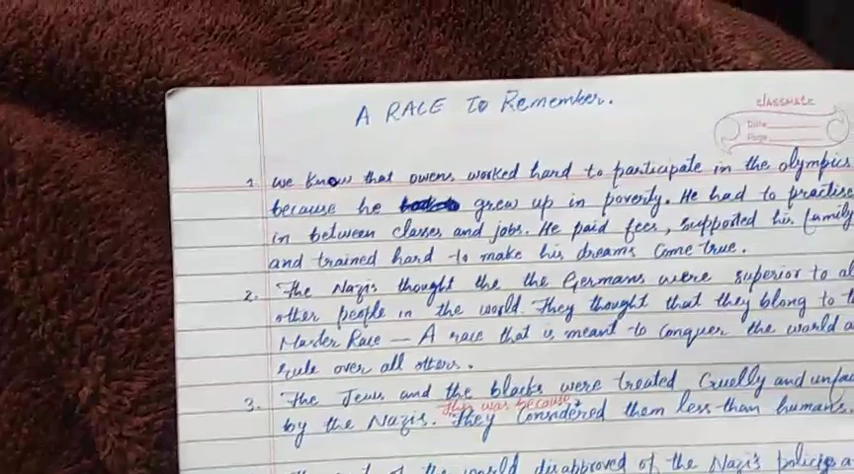 A RACE To Remember.
classmate
Date
Page
1. we know that owens worked hard to participate in the olympics
because he grew up in poverty. He had to practise
in between classes and jobs. He paid fees, supported his family
and trained hard to make his dreams come true.
2. The Nazis thought the the Germans were superior to al
other people in the world. They thought that they blong to t
Master Race – A race that is meant to conquer the world a
rule over all others.
3. The Jews and the blacks were treated cruelly and unfai
this was because
by the Nazis. They considered them less than humans.
of the world disapproved of the Nazi's policies a